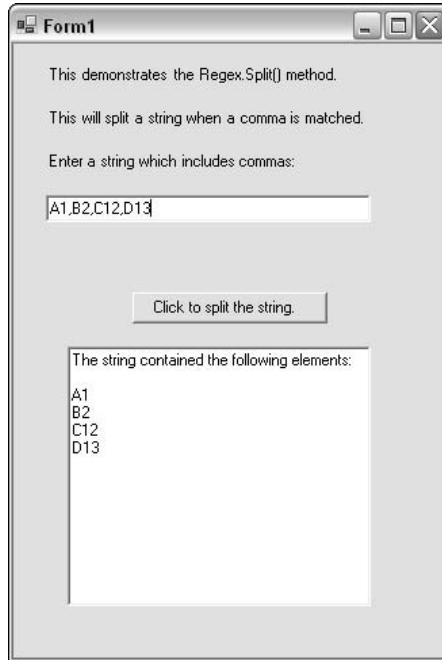 Form1
This demonstrates the Regex.Split() method.
This will split a string when a comma is matched.
Enter a string which includes commas:
A1,B2,C12,D13
Click to split the string.
The string contained the following elements:
A1
B2
C12
D13